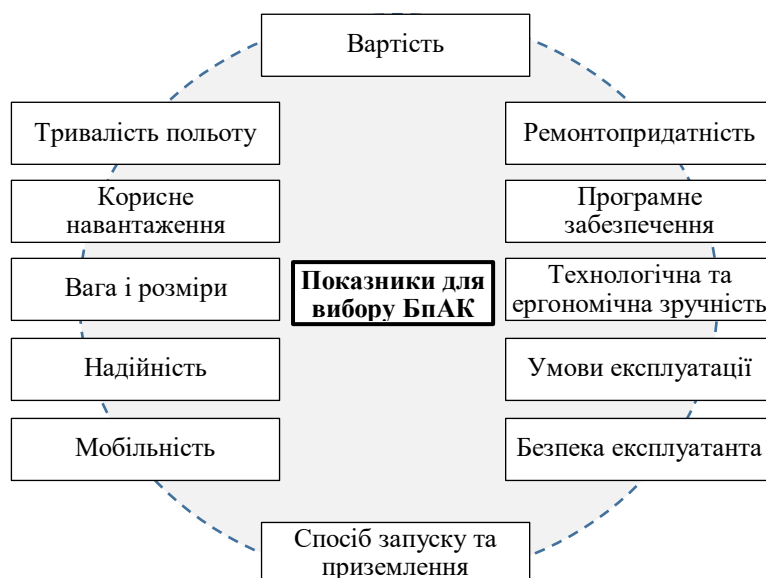 Вартість
Тривалість польоту
Ремонтопридатність
Корисне
навантаження
Програмне
забезпечення
Вага і розміри
Показники для
вибору БпАК
Технологічна та
ергономічна зручність
Надійність
Умови експлуатації
Мобільність
Безпека експлуатанта
Спосіб запуску та
приземлення